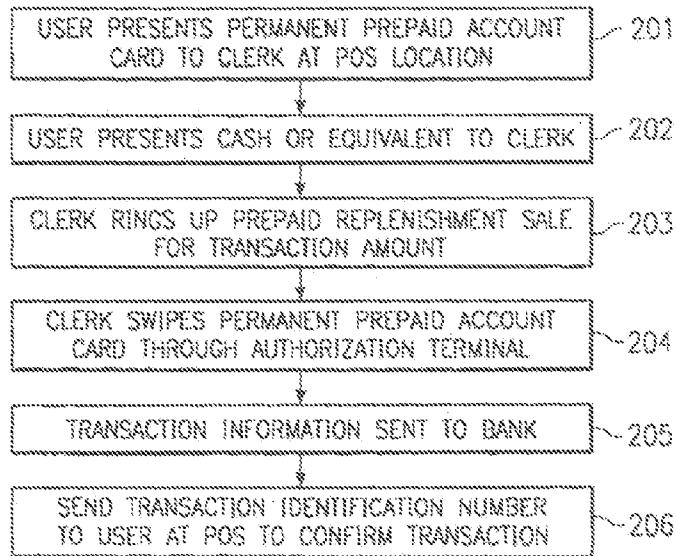 USER PRESENTS PERMANENT PREPAID ACCOUNT
CARD TO CLERK AT POS LOCATION
201
USER PRESENTS CASH OR EQUIVALENT TO CLERK
202
CLERK RINGS UP PREPAID REPLENISHMENT SALE
FOR TRANSACTION AMOUNT
203
CLERK SWIPES PERMANENT PREPAID ACCOUNT
CARD THROUGH AUTHORIZATION TERMINAL
204
TRANSACTION INFORMATION SENT TO BANK
205
SEND TRANSACTION IDENTIFICATION NUMBER
TO USER AT POS TO CONFIRM TRANSACTION
206